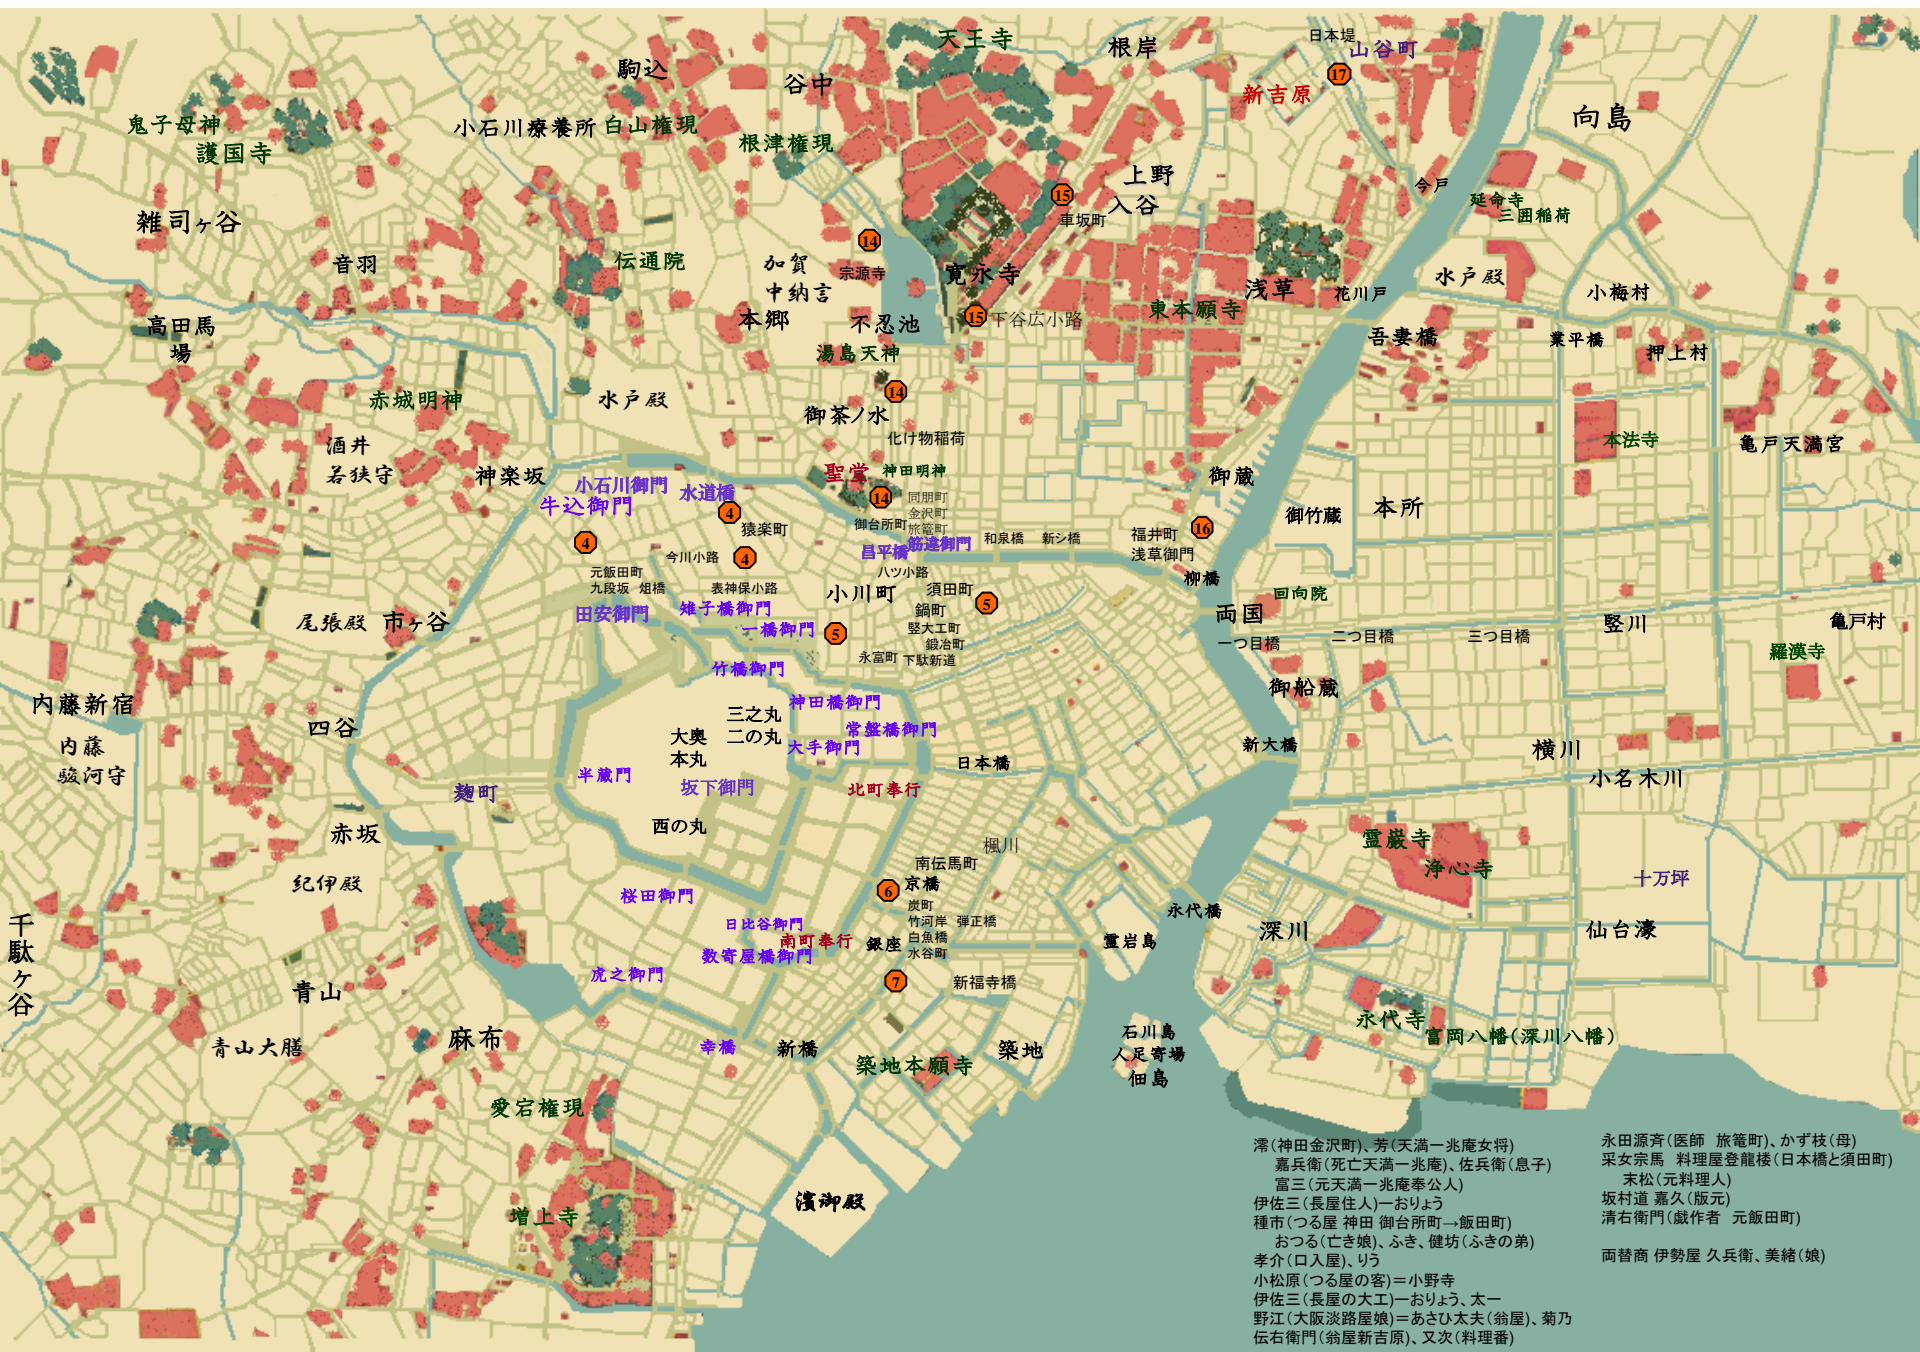 天王寺
根岸
日本堤
山谷町
17
駒込
谷中
新吉原
向島
鬼子母神
護国寺
小石川療養所
白山権現
根津権現
上野
入谷
15
車坂町
今戸
延命寺
三囲稲荷
雑司ヶ谷
音羽
伝通院
加賀
中納言
14
宗源寺
寛永寺
浅草
花川戸
水戸殿
小梅村
高田馬
場
本郷
不忍池
15
下谷広小路
東本願寺
吾妻橋
業平橋
押上村
湯島天神
赤城明神
水戸殿
14
御茶ノ水
化け物稲荷
本法寺
亀戸天満宮
酒井
若狭守
神楽坂
聖堂
神田明神
御蔵
小石川御門
水道橋
牛込御門
14
同朋町
金沢町
旅篭町
御竹蔵
本所
4
猿楽町
御台所町
昌平橋
筋違御門
和泉橋
新シ橋
福井町
浅草御門
16
4
今川小路
4
八ツ小路
柳橋
元飯田町
九段坂
俎橋
表神保小路
小川町
須田町
5
回向院
田安御門
雉子橋御門
鍋町
両国
尾張殿
市ヶ谷
一橋御門
5
竪大工町
鍛冶町
一つ目橋
二つ目橋
三つ目橋
竪川
亀戸村
永富町
下駄新道
羅漢寺
竹橋御門
御船蔵
内藤新宿
神田橋御門
三之丸
二の丸
四谷
大奥
本丸
常盤橋御門
大手御門
内藤
駿河守
新大橋
横川
半蔵門
日本橋
小名木川
麹町
坂下御門
北町奉行
西の丸
赤坂
楓川
霊巌寺
浄心寺
南伝馬町
紀伊殿
6
京橋
十万坪
桜田御門
炭町
竹河岸
弾正橋
白魚橋
水谷町
永代橋
日比谷御門
南町奉行
銀座
霊岩島
深川
仙台濠
千駄ヶ谷
数寄屋橋御門
虎之御門
7
新福寺橋
青山
永代寺
富岡八幡(深川八幡)
青山大膳
麻布
幸橋
新橋
築地本願寺
築地
石川島
人足寄場
佃島
愛宕権現
濱御殿
増上寺
澪(神田金沢町)、芳(天満一兆庵女将)
嘉兵衛(死亡天満一兆庵)、佐兵衛(息子)
富三(元天満一兆庵奉公人)
伊佐三(長屋住人)ーおりょう
種市(つる屋 神田 御台所町→飯田町)
おつる(亡き娘)、ふき、健坊(ふきの弟)
孝介(口入屋)、りう
小松原(つる屋の客)＝小野寺
伊佐三(長屋の大工)ーおりょう、太一
野江(大阪淡路屋娘)＝あさひ太夫(翁屋)、菊乃
伝右衛門(翁屋新吉原)、又次(料理番)
永田源斉(医師　旅篭町)、かず枝(母)
采女宗馬　料理屋登龍楼(日本橋と須田町)
末松(元料理人)
坂村道 嘉久(版元)
清右衛門(戯作者　元飯田町)
両替商 伊勢屋 久兵衛、美緒(娘)